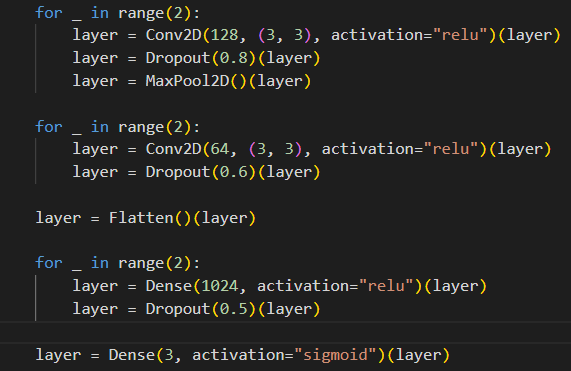 for _ in range(2):
    layer = Conv2D(128, (3, 3), activation="relu")(layer)
    layer = Dropout(0.8)(layer)
    layer = MaxPool2D()(layer)

for _ in range(2):
    layer = Conv2D(64, (3, 3), activation="relu")(layer)
    layer = Dropout(0.6)(layer)

layer = Flatten()(layer)

for _ in range(2):
    layer = Dense(1024, activation="relu")(layer)
    layer = Dropout(0.5)(layer)

layer = Dense(3, activation="sigmoid")(layer)